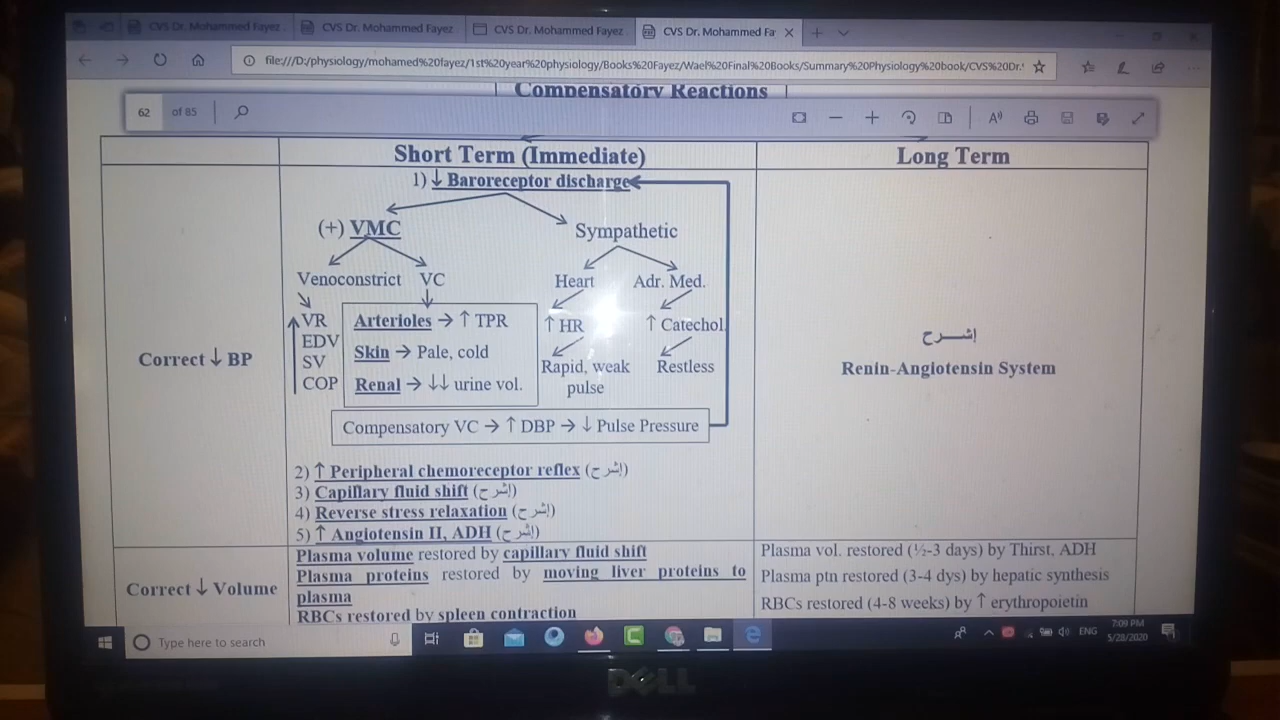 CVS Dr. Mohammed Fayez
CVS Dr. Mohammed Fayez
CVS Dr. Mohammed Fayez
CVS Dr. Mohammed Fa
file:///D:/physiology/mohamed%20fayez/1st%20year%20physiology/Books%20Fayez/Wael%20Final%20Books/Summary%20Physiology%20book/CVS%20Dr.
Compensatory Reactions
62 of 85
Short Term (Immediate)
Long Term
Correct ↓ BP
1) ↓ Baroreceptor discharge
(+) VMC
Sympathetic
Venoconstrict VC
Heart Adr. Med.
↑ VR
EDV
SV
COP
Arterioles → ↑ TPR
Skin → Pale, cold
Renal → ↓↓ urine vol.
↑ HR
↑ Catechol.
Rapid, weak
pulse
Restless
Compensatory VC → ↑ DBP → ↓ Pulse Pressure
2) ↑ Peripheral chemoreceptor reflex (إشرح)
3) Capillary fluid shift (إشرح)
4) Reverse stress relaxation (إشرح)
5) ↑ Angiotensin II, ADH (إشرح)
إشـــرح
Renin-Angiotensin System
Correct ↓ Volume
Plasma volume restored by capillary fluid shift
Plasma proteins restored by moving liver proteins to
plasma
RBCs restored by spleen contraction
Plasma vol. restored (½-3 days) by Thirst, ADH
Plasma ptn restored (3-4 dys) by hepatic synthesis
RBCs restored (4-8 weeks) by ↑ erythropoietin
Type here to search
ENG
7:09 PM
5/28/2020
DELL